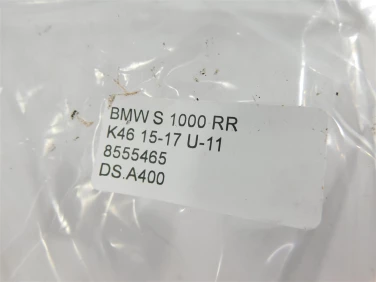 BMW S 1000 RR
K46 15-17 U-11
8555465
DS.A400